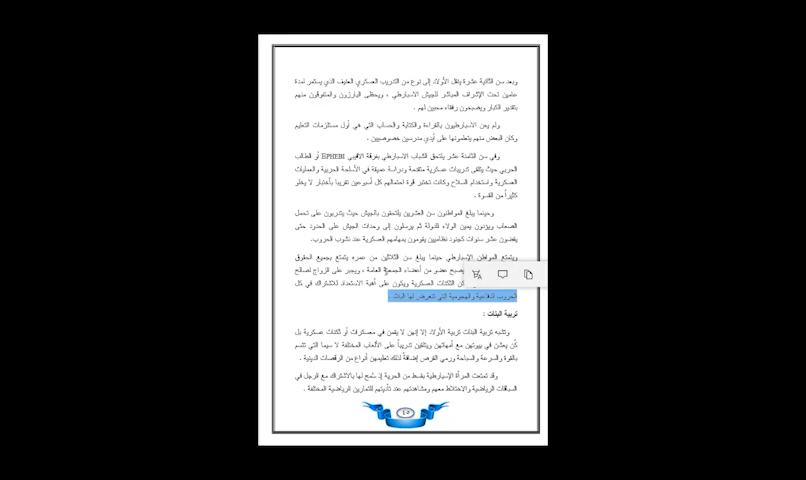 وبعد سن الثانية عشرة ينقل الأولاد إلى نوع من التدريب العسكري العنيف الذي يستمر لمدة
عامين تحت الإشراف المباشر للجيش الاسبارطي ، ويحظى البارزون والمتفوقون منهم
بتقدير الكبار ويصبحون رفقاء محببين لهم .
ولم يعن الاسبارطيون بالقراءة والكتابة والحساب التي هي أول مستلزمات التعليم
وكان البعض منهم يتعلمونها على أيدي مدرسين خصوصيين .
وفي سن الثامنة عشر يلتحق الشباب الاسبارطي بفرقة الافيبي EPHEBI أو الطالب
الحربي حيث يتلقى تدريبات عسكرية متقدمة ودراسة عميقة في الأسلحة الحربية والعمليات
العسكرية واستخدام السلاح وكانت تختبر قوة احتمالهم كل أسبوعين تقريبا بأختبار لا يخلو
كثيراً من القسوة .
وحينما يبلغ المواطنون سن العشرين يلتحقون بالجيش حيث يتدربون على تحمل
الصعاب ويؤدون يمين الولاء للدولة ثم يرسلون إلى وحدات الجيش على الحدود حتى
يقضون عشر سنوات كجنود نظاميين يقومون بمهامهم العسكرية عند نشوب الحروب.
ويتمتع المواطن الإسبارطي حينما يبلغ سن الثلاثين من عمره يتمتع بجميع الحقوق
يصبح عضو من أعضاء الجمعية العامة ، ويجبر على الزواج لصالح
الثكنات العسكرية ويكون على أهبة الاستعداد للاشتراك في كل
الحروب الدفاعية والهجومية التي تتعرض لها البلاد .
تربية البنات :
وتشبه تربية البنات تربية الأولاد إلا إنهن لا يقمن في معسكرات أو ثكنات عسكرية بل
كن يعشن في بيوتهن مع أمهاتهن ويتلقين تدريباً على الألعاب المختلفة لا سيما التي تتسم
بالقوة والسرعة والسباحة ورمي القرص إضافةً لذلك تعليمهن أنواع من الرقصات الدينية .
وقد تمتعت المرأة الإسبارطية بقسط من الحرية إذ سُمح لها بالاشتراك مع الرجل في
السباقات الرياضية والاختلاط معهم ومشاهدتهم عند تأديتهم للتمارين الرياضية المختلفة .